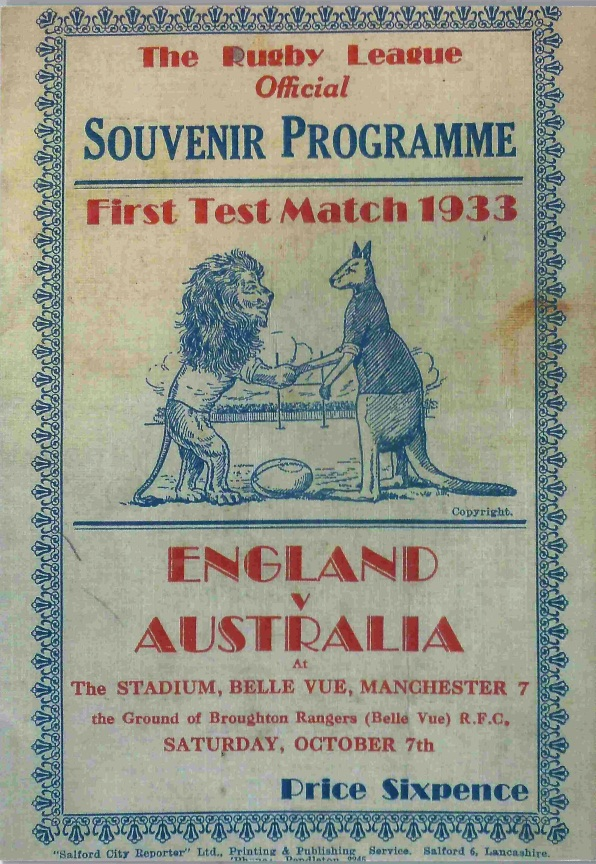 The Rugby League
Official
SOUVENIR PROGRAMME
First Test Match 1933
Copyright.
ENGLAND
v
AUSTRALIA
At
The STADIUM, BELLE VUE, MANCHESTER 7
the Ground of Broughton Rangers (Belle Vue) R.F.C,
SATURDAY, OCTOBER 7th
Price Sixpence
"Salford City Reporter" Ltd., Printing & Publishing Service. Salford 6, Lancashire.
'Phone: Pendleton